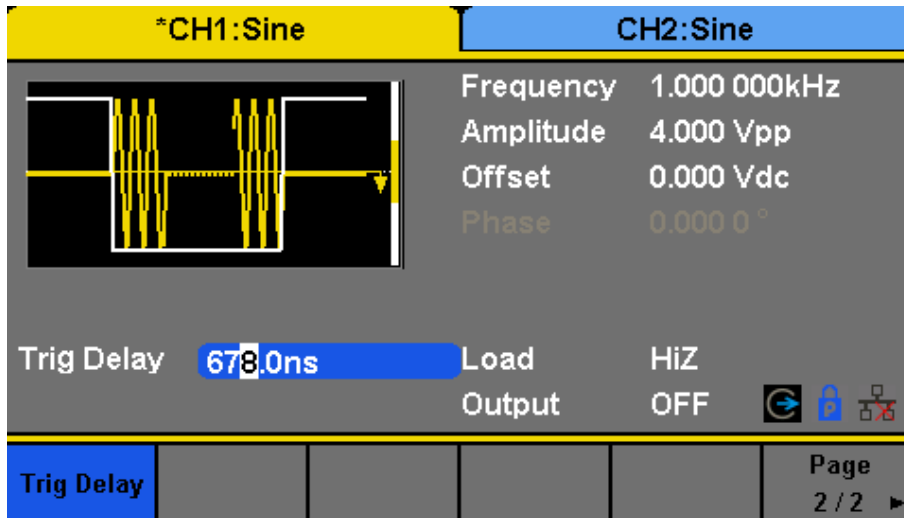 *CH1:Sine
CH2:Sine
Frequency 1.000 000kHz
Amplitude 4.000 Vpp
Offset 0.000 Vdc
Phase 0.000 0 °
Trig Delay 678.0ns
Load HiZ
Output OFF
P
Trig Delay
Page
2 / 2 ►